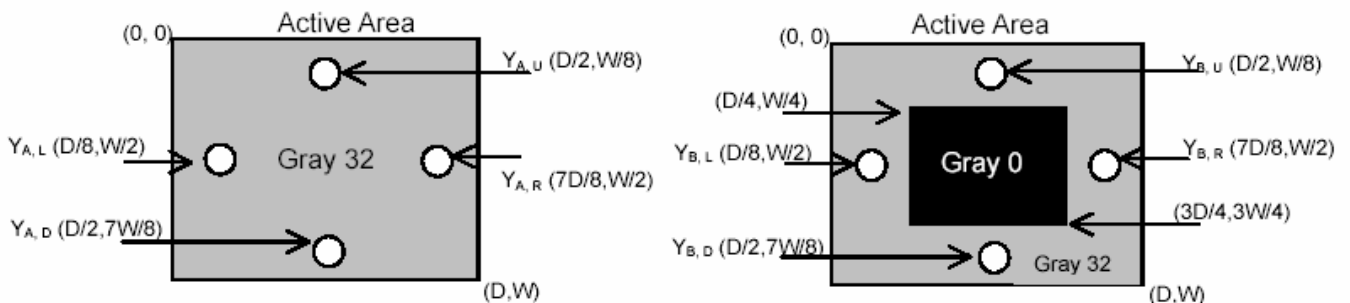 Active Area
(0, 0)
YA, U (D/2,W/8)
YA, L (D/8,W/2)
Gray 32
YA, R (7D/8,W/2)
YA, D (D/2,7W/8)
(D,W)
Active Area
(0, 0)
YB, U (D/2,W/8)
(D/4,W/4)
YB, L (D/8,W/2)
Gray 0
YB, R (7D/8,W/2)
(3D/4,3W/4)
YB, D (D/2,7W/8)
Gray 32
(D,W)